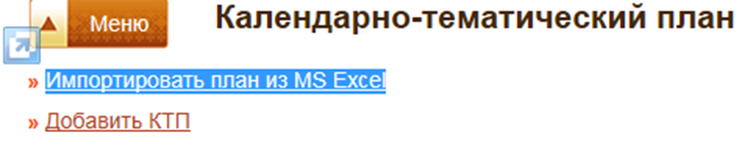 Меню Календарно-тематический план
» Импортировать план из MS Excel
» Добавить КТП